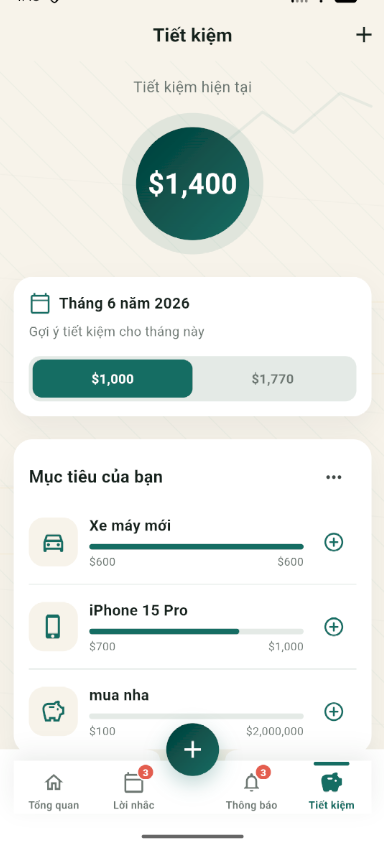 Tiết kiệm
Tiết kiệm hiện tại
$1,400
Tháng 6 năm 2026
Gợi ý tiết kiệm cho tháng này
$1,000 $1,770
Mục tiêu của bạn
Xe máy mới
$600 $600
iPhone 15 Pro
$700 $1,000
mua nha
$100 $2,000,000
3 3
Tổng quan Lời nhắc Thông báo Tiết kiệm